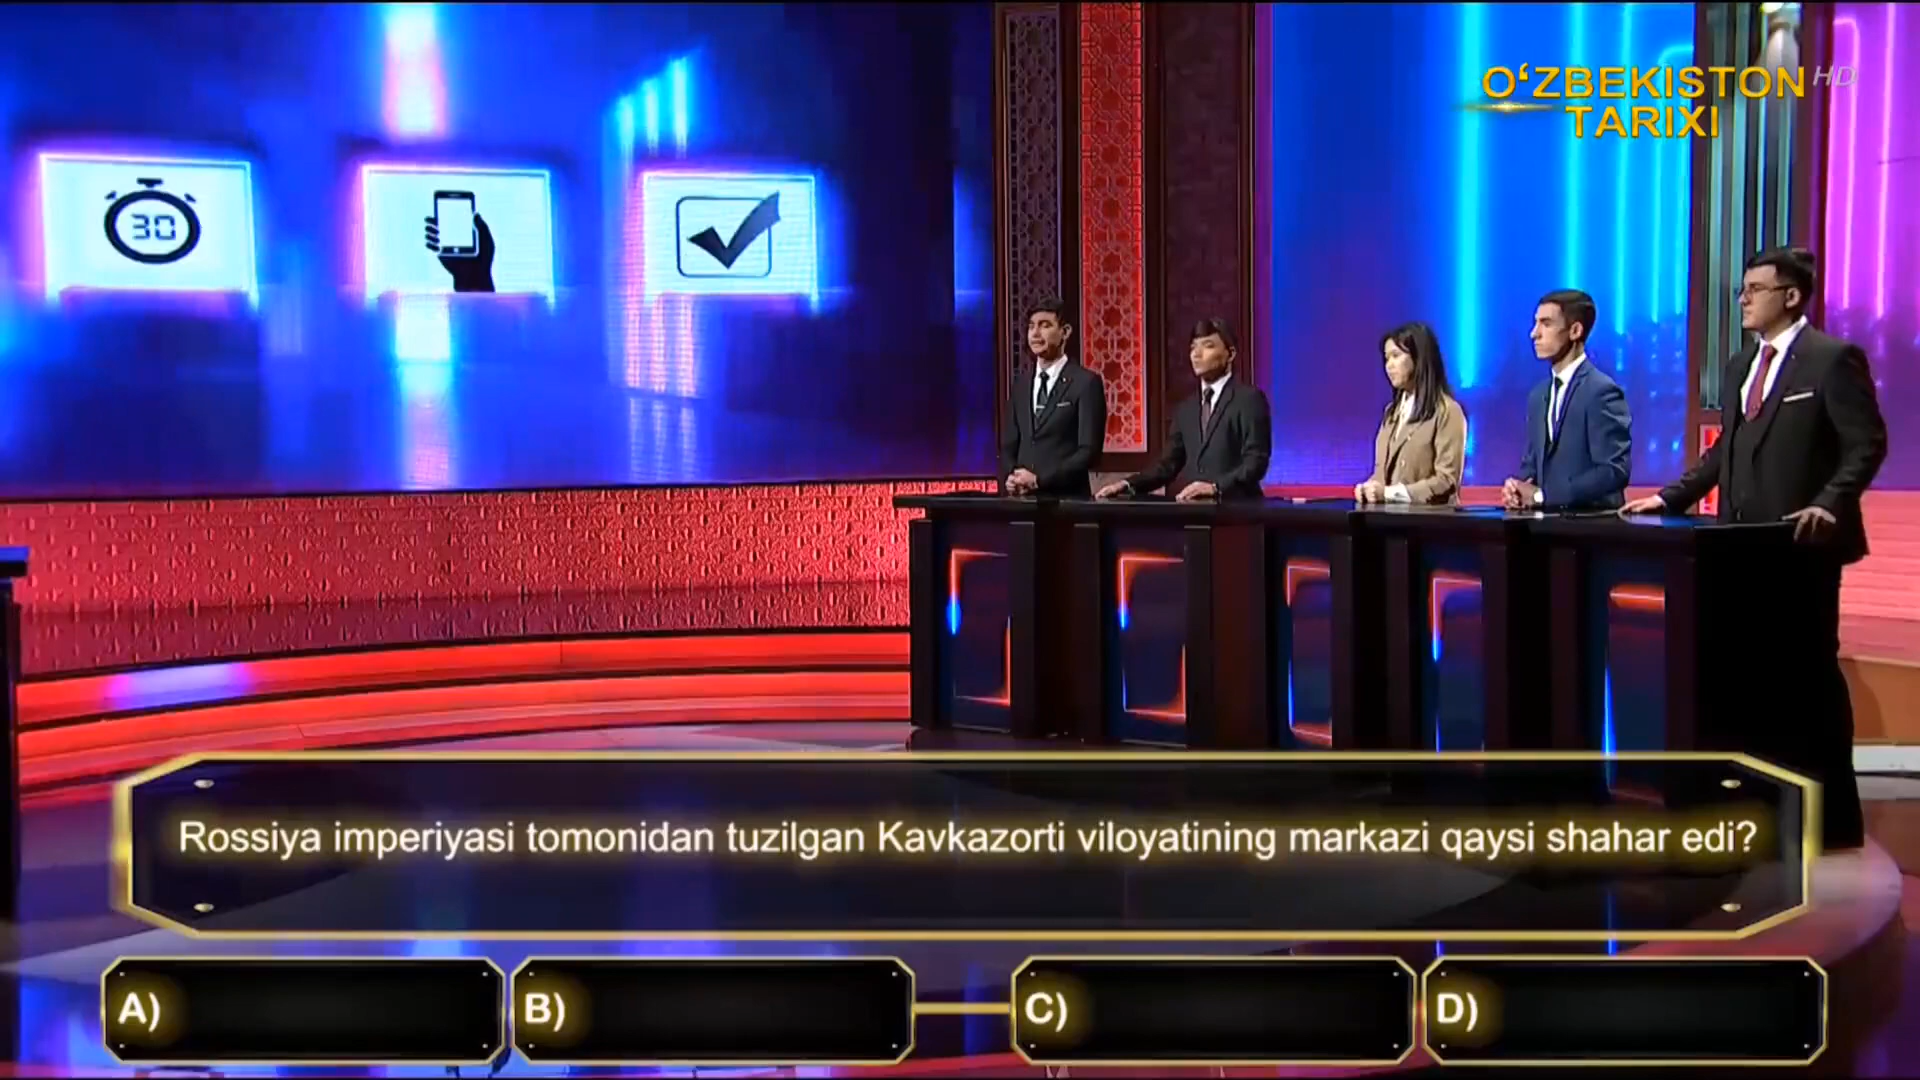 O‘ZBEKISTON HD
TARIXI
30
Rossiya imperiyasi tomonidan tuzilgan Kavkazorti viloyatining markazi qaysi shahar edi?
A)
B)
C)
D)